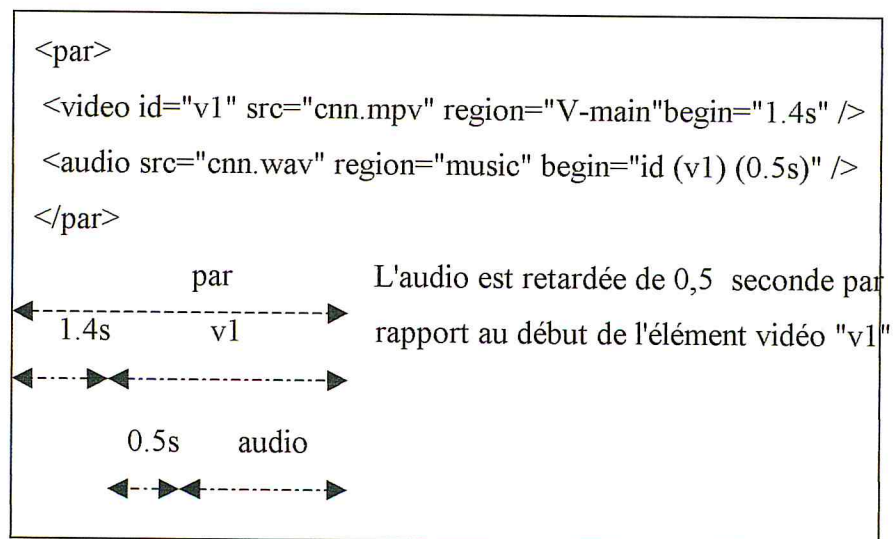 <par>
<video id="v1" src="cnn.mpv" region="V-main"begin="1.4s" />
<audio src="cnn.wav" region="music" begin="id (v1) (0.5s)" />
</par>
par
L'audio est retardée de 0,5 seconde par
1.4s v1
rapport au début de l'élément vidéo "v1"
0.5s audio